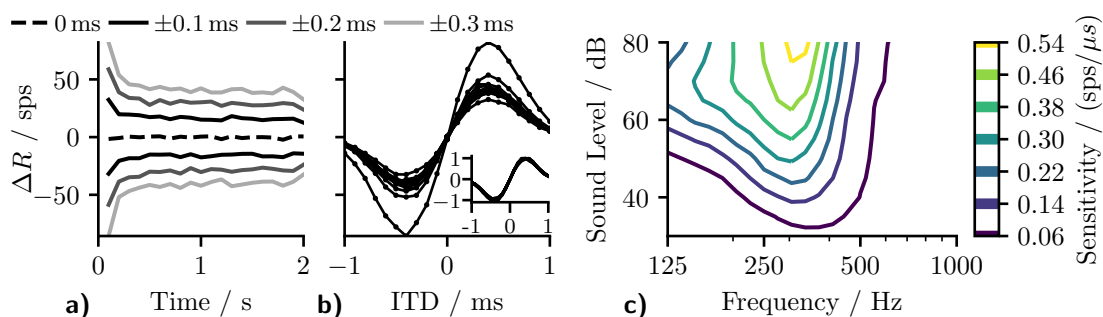 0 ms ±0.1 ms ±0.2 ms ±0.3 ms
ΔR / sps
50
0
−50
0 1 2
Time / s
a)
−1 0 1
ITD / ms
b)
1
0
−1
-1 0 1
Sound Level / dB
80
60
40
125 250 500 1000
Frequency / Hz
c)
0.54
0.46
0.38
0.30
0.22
0.14
0.06
Sensitivity / (sps/μs)